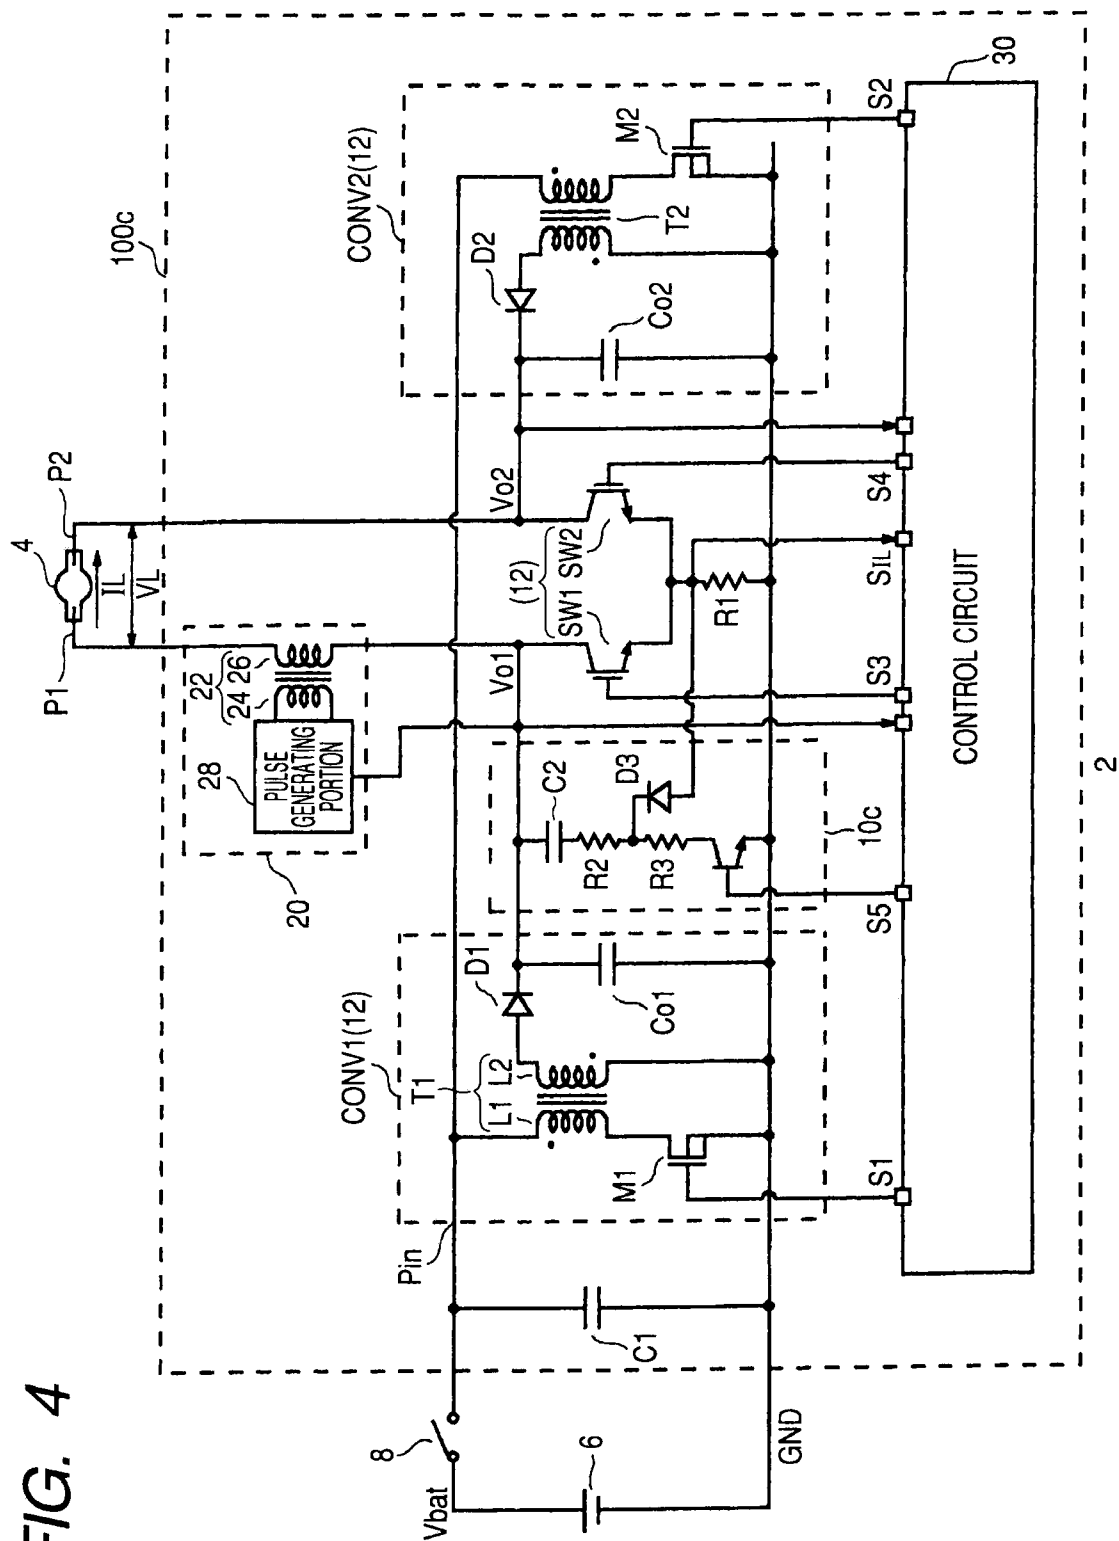 FIG. 4
100c
4
P1
P2
IL
VL
20
28
PULSE
GENERATING
PORTION
22
24
26
CONV1(12)
T1
L1
L2
D1
Co1
M1
CONV2(12)
D2
T2
M2
Co2
Vo1
Vo2
(12)
SW1
SW2
C2
R2
R3
D3
10c
R1
8
Vbat
6
Pin
C1
GND
S1
S5
S3
SIL
S4
S2
30
CONTROL CIRCUIT
2